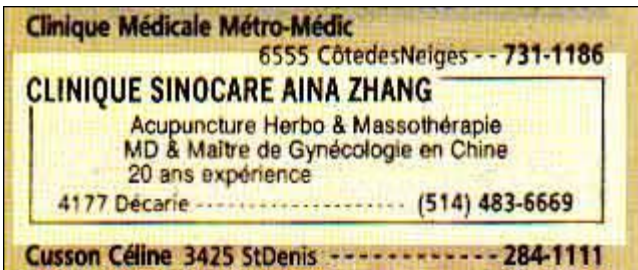 Clinique Médicale Métro-Médic
6555 CôtedesNeiges - - 731-1186
CLINIQUE SINOCARE AINA ZHANG
Acupuncture Herbo & Massothérapie
MD & Maître de Gynécologie en Chine
20 ans expérience
4177 Décarie - - - - - - - - - - - - - - - - - - - - (514) 483-6669
Cusson Céline 3425 StDenis - - - - - - - - - - - - 284-1111